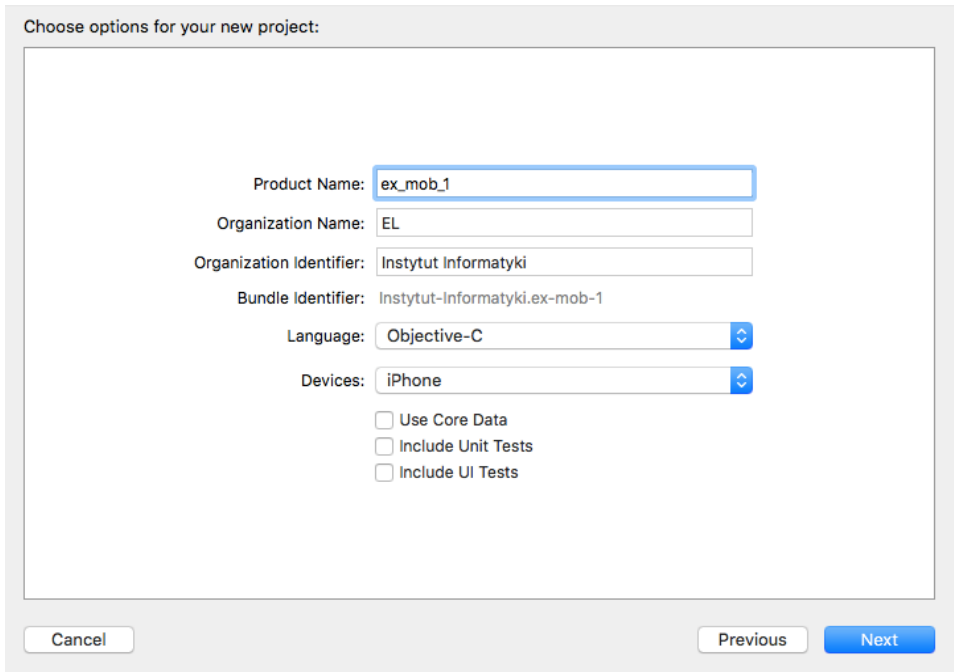 Choose options for your new project:
Product Name: ex_mob_1
Organization Name: EL
Organization Identifier: Instytut Informatyki
Bundle Identifier: Instytut-Informatyki.ex-mob-1
Language: Objective-C
Devices: iPhone
Use Core Data
Include Unit Tests
Include UI Tests
Cancel Previous Next